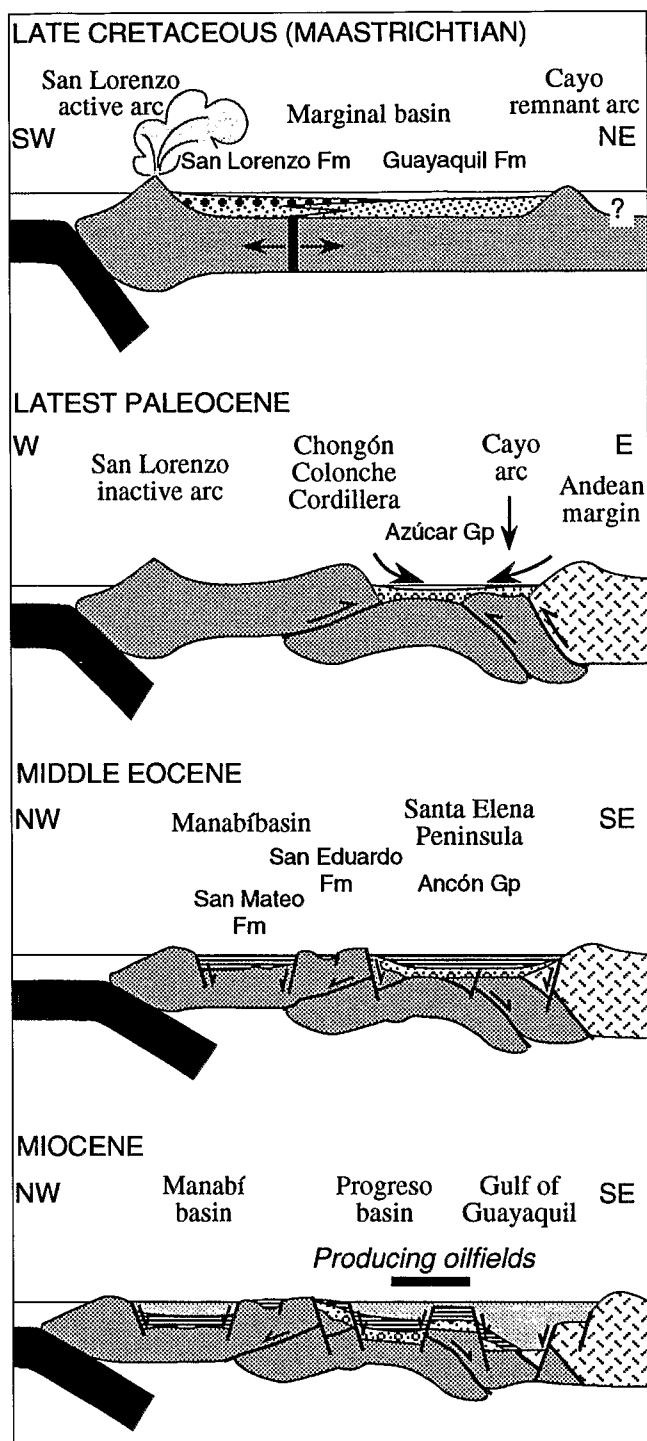 LATE CRETACEOUS (MAASTRICHTIAN)
San Lorenzo
active arc
Marginal basin
Cayo
remnant arc
SW
NE
San Lorenzo Fm
Guayaquil Fm
?
LATEST PALEOCENE
W
E
San Lorenzo
inactive arc
Chongón
Colonche
Cordillera
Cayo
arc
Andean
margin
Azúcar Gp
MIDDLE EOCENE
NW
SE
Manabíbasin
Santa Elena
Peninsula
San Eduardo
Fm
San Mateo
Fm
Ancón Gp
MIOCENE
NW
SE
Manabí
basin
Progreso
basin
Gulf of
Guayaquil
Producing oilfields